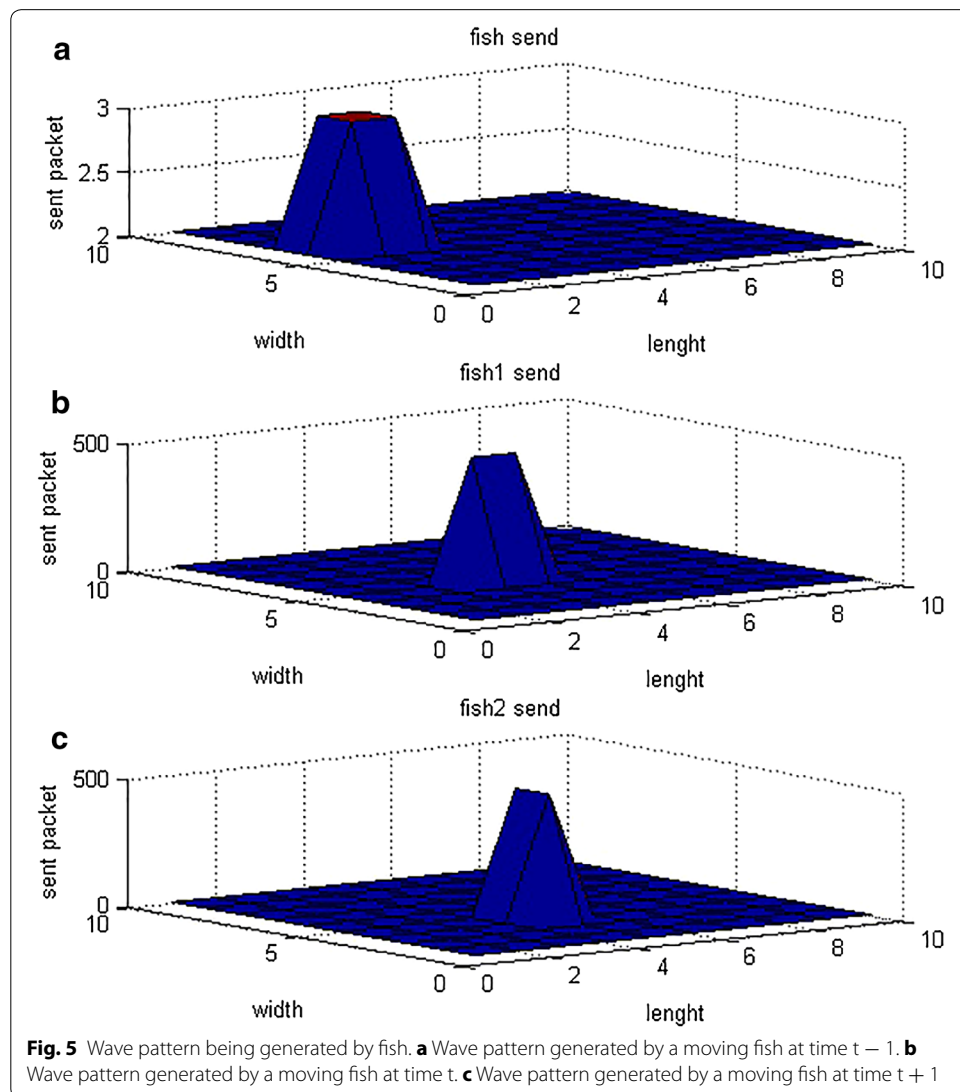 a
fish send
3
2.5
2
sent packet
10
5
0
width
0
2
4
6
8
10
lenght
b
fish1 send
500
0
sent packet
10
5
0
width
0
2
4
6
8
10
lenght
c
fish2 send
500
0
sent packet
10
5
0
width
0
2
4
6
8
10
lenght
Fig. 5 Wave pattern being generated by fish. a Wave pattern generated by a moving fish at time t − 1. b
Wave pattern generated by a moving fish at time t. c Wave pattern generated by a moving fish at time t + 1